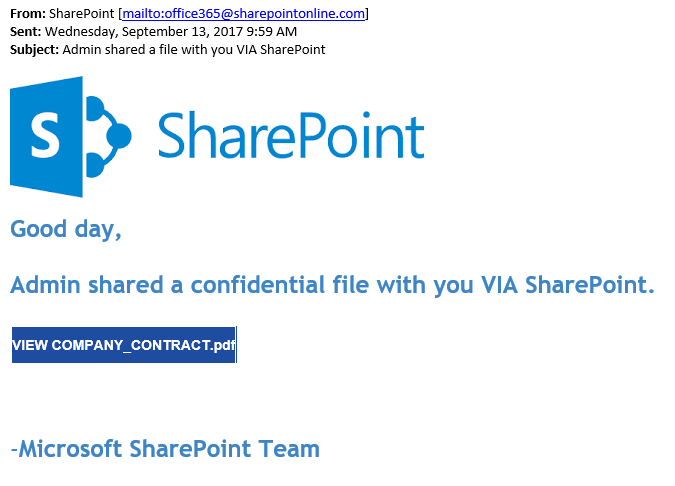 From: SharePoint [mailto:office365@sharepointonline.com]
Sent: Wednesday, September 13, 2017 9:59 AM
Subject: Admin shared a file with you VIA SharePoint
S SharePoint
Good day,
Admin shared a confidential file with you VIA SharePoint.
VIEW COMPANY_CONTRACT.pdf
-Microsoft SharePoint Team